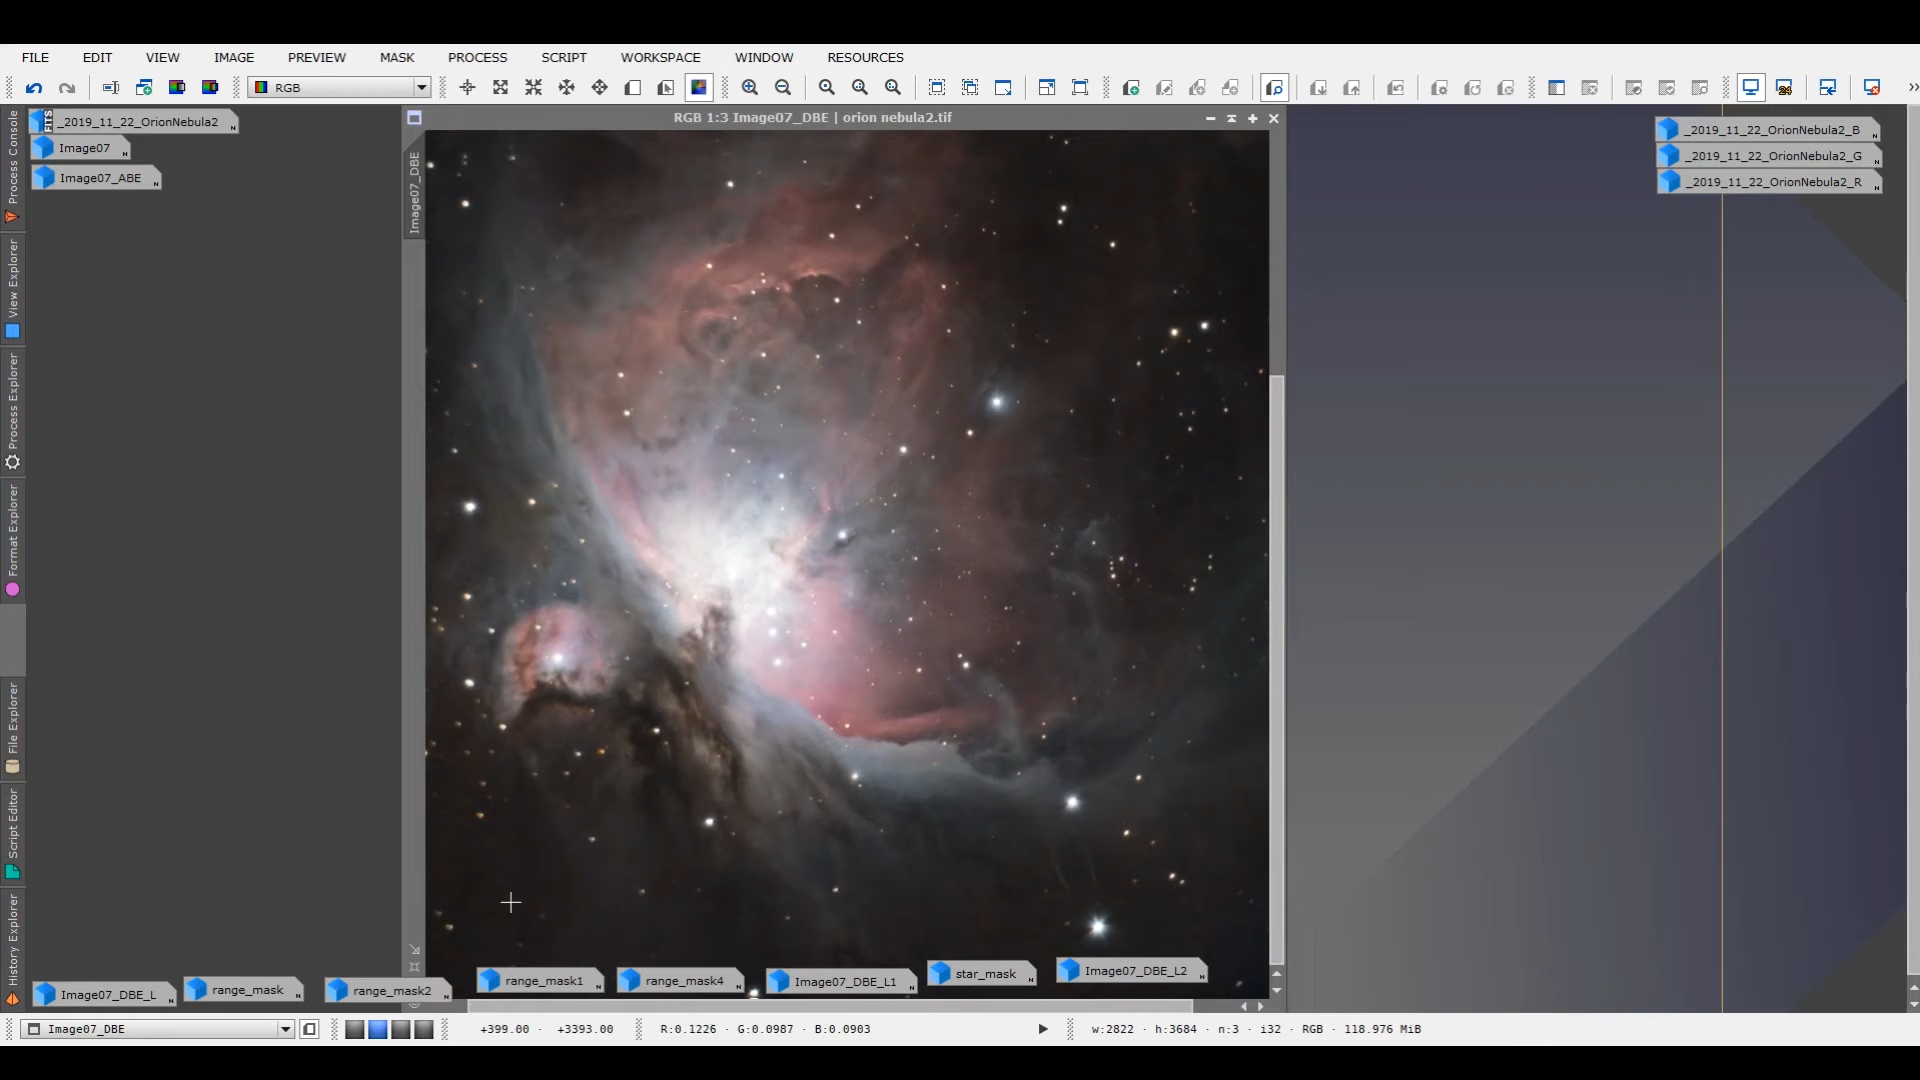 FILE EDIT VIEW IMAGE PREVIEW MASK PROCESS SCRIPT WORKSPACE WINDOW RESOURCES
RGB 24
RGB 1:3 Image07_DBE | orion nebula2.tif
Image07_DBE
FITS _2019_11_22_OrionNebula2 N
Image07 N
Image07_ABE N
_2019_11_22_OrionNebula2_B N
_2019_11_22_OrionNebula2_G N
_2019_11_22_OrionNebula2_R N
Process Console
View Explorer
Process Explorer
Format Explorer
File Explorer
Script Editor
History Explorer
Image07_DBE_L N
range_mask N
range_mask2 N
range_mask1 N
range_mask4 N
Image07_DBE_L1 N
star_mask N
Image07_DBE_L2 N
Image07_DBE +399.00 · +3393.00 R:0.1226 · G:0.0987 · B:0.0903 w:2822 · h:3684 · n:3 · i32 · RGB · 118.976 MiB